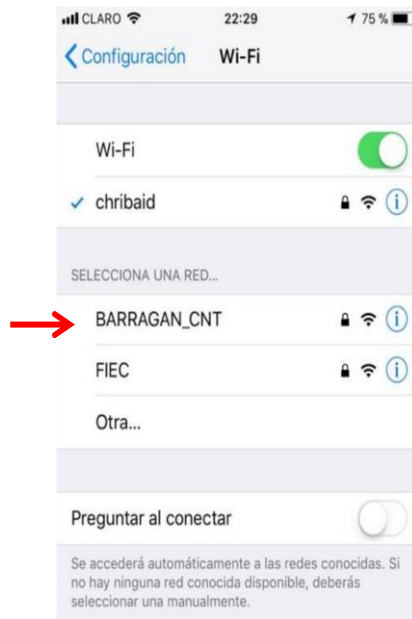 CLARO 22:29 75 %
Configuración Wi-Fi
Wi-Fi
chribaid
SELECCIONA UNA RED...
BARRAGAN_CNT
FIEC
Otra...
Preguntar al conectar
Se accederá automáticamente a las redes conocidas. Si
no hay ninguna red conocida disponible, deberás
seleccionar una manualmente.